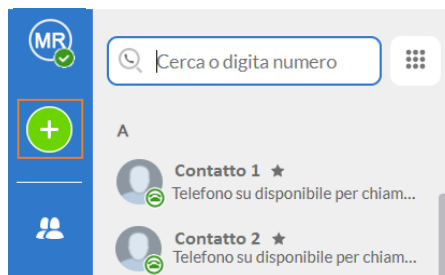 MR
Cerca o digita numero
A
Contatto 1
Telefono su disponibile per chiam...
Contatto 2
Telefono su disponibile per chiam...